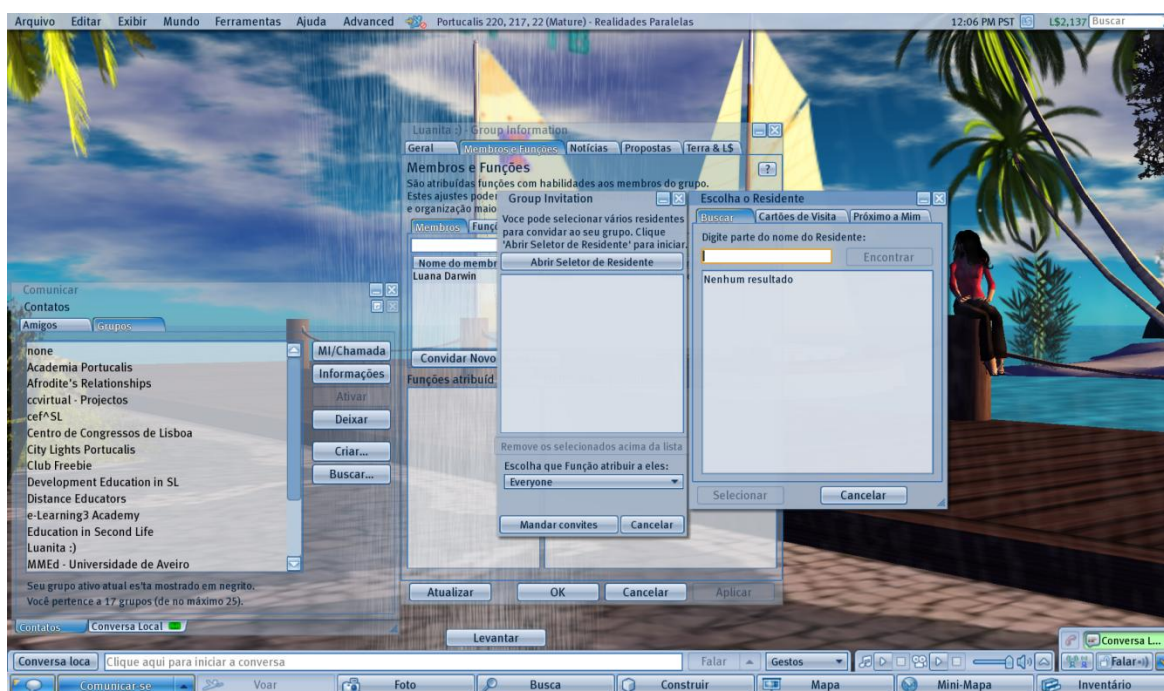 Arquivo Editar Exibir Mundo Ferramentas Ajuda Advanced Portucalis 220, 217, 22 (Mature) - Realidades Paralelas 12:06 PM PST L$2,137 Buscar
Luanita :) - Group Information
Geral Membros e Funções Notícias Propostas Terra & L$
Membros e Funções
?
São atribuídas funções com habilidades aos membros do grupo.
Estes ajustes poder
e organização maio
Membros Funçõ
Nome do membr
Luana Darwin
Convidar Novo
Funções atribuíd
Atualizar OK Cancelar Aplicar
Group Invitation
Voce pode selecionar vários residentes
para convidar ao seu grupo. Clique
'Abrir Seletor de Residente' para iniciar.
Abrir Seletor de Residente
Remove os selecionados acima da lista
Escolha que Função atribuir a eles:
Everyone
Mandar convites Cancelar
Escolha o Residente
Buscar Cartões de Visita Próximo a Mim
Digite parte do nome do Residente:
Encontrar
Nenhum resultado
Selecionar Cancelar
Comunicar
Contatos
Amigos Grupos
none
Academia Portucalis
Afrodite's Relationships
ccvirtual - Projectos
cef^SL
Centro de Congressos de Lisboa
City Lights Portucalis
Club Freebie
Development Education in SL
Distance Educators
e-Learning3 Academy
Education in Second Life
Luanita :)
MMEd - Universidade de Aveiro
MI/Chamada
Informações
Ativar
Deixar
Criar...
Buscar...
Seu grupo ativo atual es'ta mostrado em negrito.
Você pertence a 17 grupos (de no máximo 25).
Contatos Conversa Local
Levantar
Conversa L...
Conversa loca Clique aqui para iniciar a conversa Falar Gestos Falar
Comunicar-se Voar Foto Busca Construir Mapa Mini-Mapa Inventário